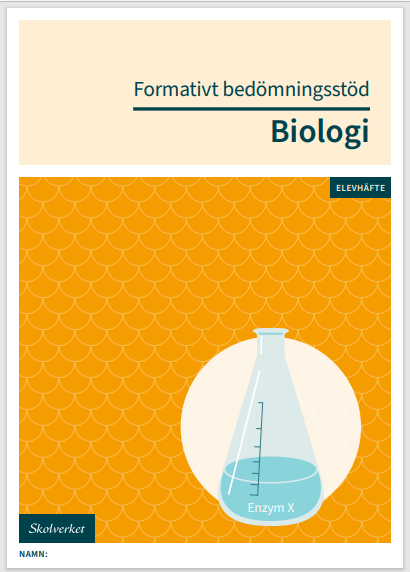 Formativt bedömningsstöd
Biologi
ELEVHÄFTE
Enzym X
Skolverket
NAMN: